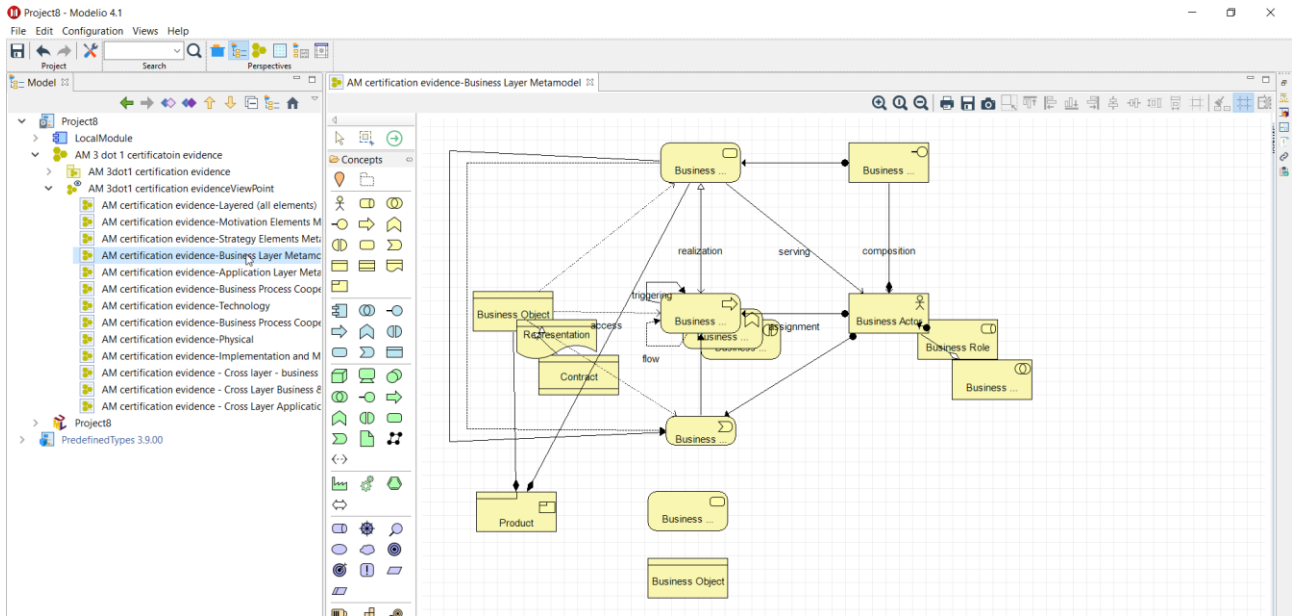 Project8 - Modelio 4.1
File Edit Configuration Views Help
Project Search Perspectives
Model
AM certification evidence-Business Layer Metamodel
Project8
LocalModule
AM 3 dot 1 certificatoin evidence
AM 3dot1 certification evidence
AM 3dot1 certification evidenceViewPoint
AM certification evidence-Layered (all elements)
AM certification evidence-Motivation Elements M
AM certification evidence-Strategy Elements Meta
AM certification evidence-Business Layer Metamo
AM certification evidence-Application Layer Meta
AM certification evidence-Business Process Coope
AM certification evidence-Technology
AM certification evidence-Business Process Coope
AM certification evidence-Physical
AM certification evidence-Implementation and M
AM certification evidence - Cross layer - business
AM certification evidence - Cross Layer Business &
AM certification evidence - Cross Layer Applicatic
Project8
PredefinedTypes 3.9.00
Concepts
Business ...
Business ...
realization
serving
composition
triggering
Business Object
Representation
Contract
access
Business ...
Business ...
Business ...
flow
assignment
Business Actor
Business Role
Business ...
Business ...
Product
Business ...
Business Object